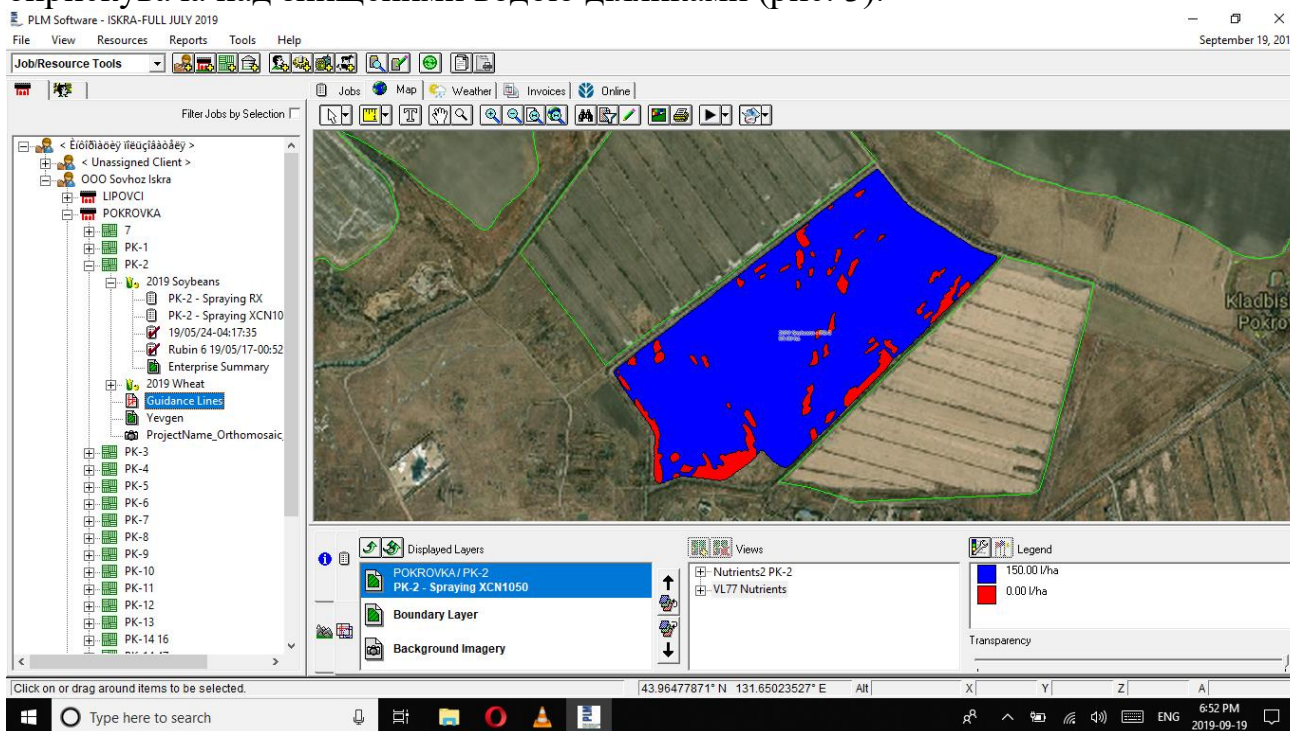 PLM Software - ISKRA-FULL JULY 2019
File View Resources Reports Tools Help
September 19, 201
Job/Resource Tools
Jobs Map Weather Invoices Online
Filter Jobs by Selection
< Unassigned Client >
OOO Sovhoz Iskra
LIPOVCI
POKROVKA
7
PK-1
PK-2
2019 Soybeans
PK-2 - Spraying RX
PK-2 - Spraying XCN10
19/05/24-04:17:35
Rubin 6 19/05/17-00:52
Enterprise Summary
2019 Wheat
Guidance Lines
Yevgen
ProjectName_Orthomosaic_
PK-3
PK-4
PK-5
PK-6
PK-7
PK-8
PK-9
PK-10
PK-11
PK-12
PK-13
PK-14 16
Kladbis
Pokro
Displayed Layers
POKROVKA / PK-2
PK-2 - Spraying XCN1050
Boundary Layer
Background Imagery
Views
Nutrients2 PK-2
VL77 Nutrients
Legend
150.00 l/ha
0.00 l/ha
Transparency
Click on or drag around items to be selected.
43.96477871° N 131.65023527° E Alt X Y Z A
Type here to search
ENG
6:52 PM
2019-09-19